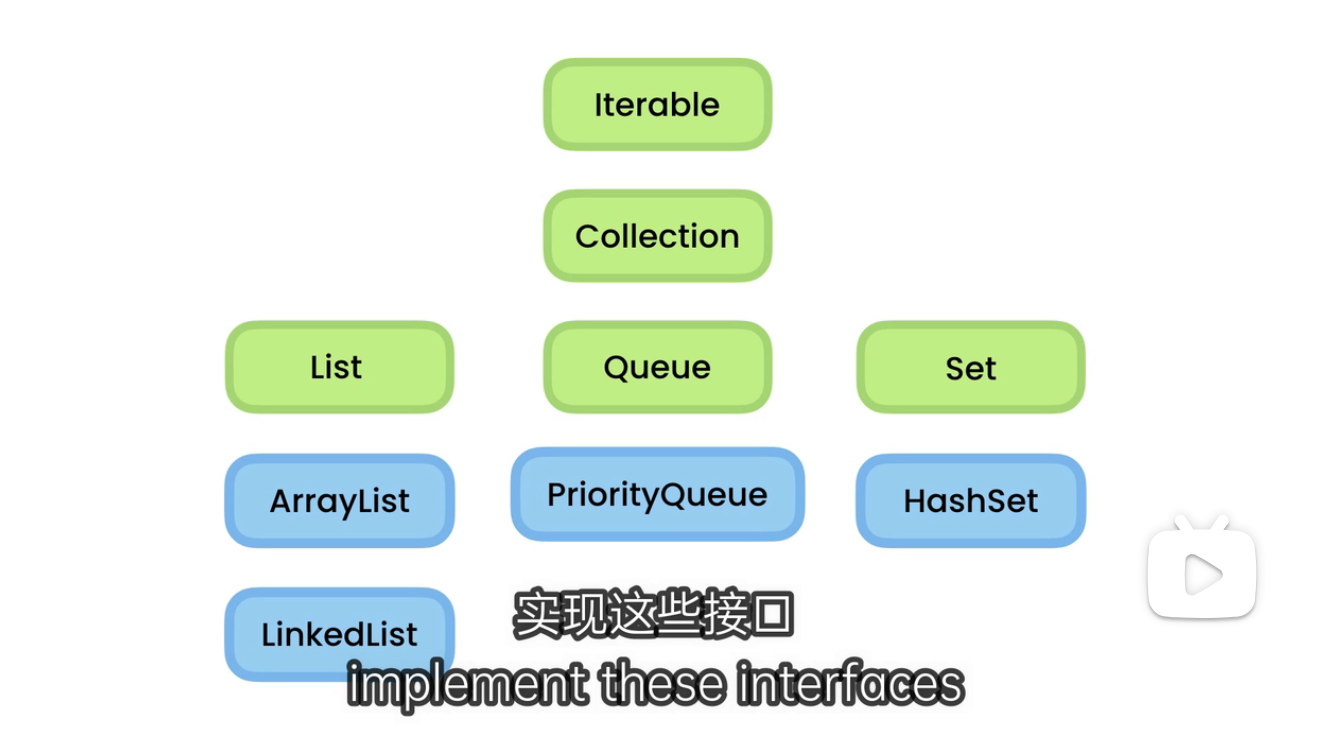 Iterable
Collection
List
Queue
Set
ArrayList
PriorityQueue
HashSet
LinkedList
实现这些接口
implement these interfaces